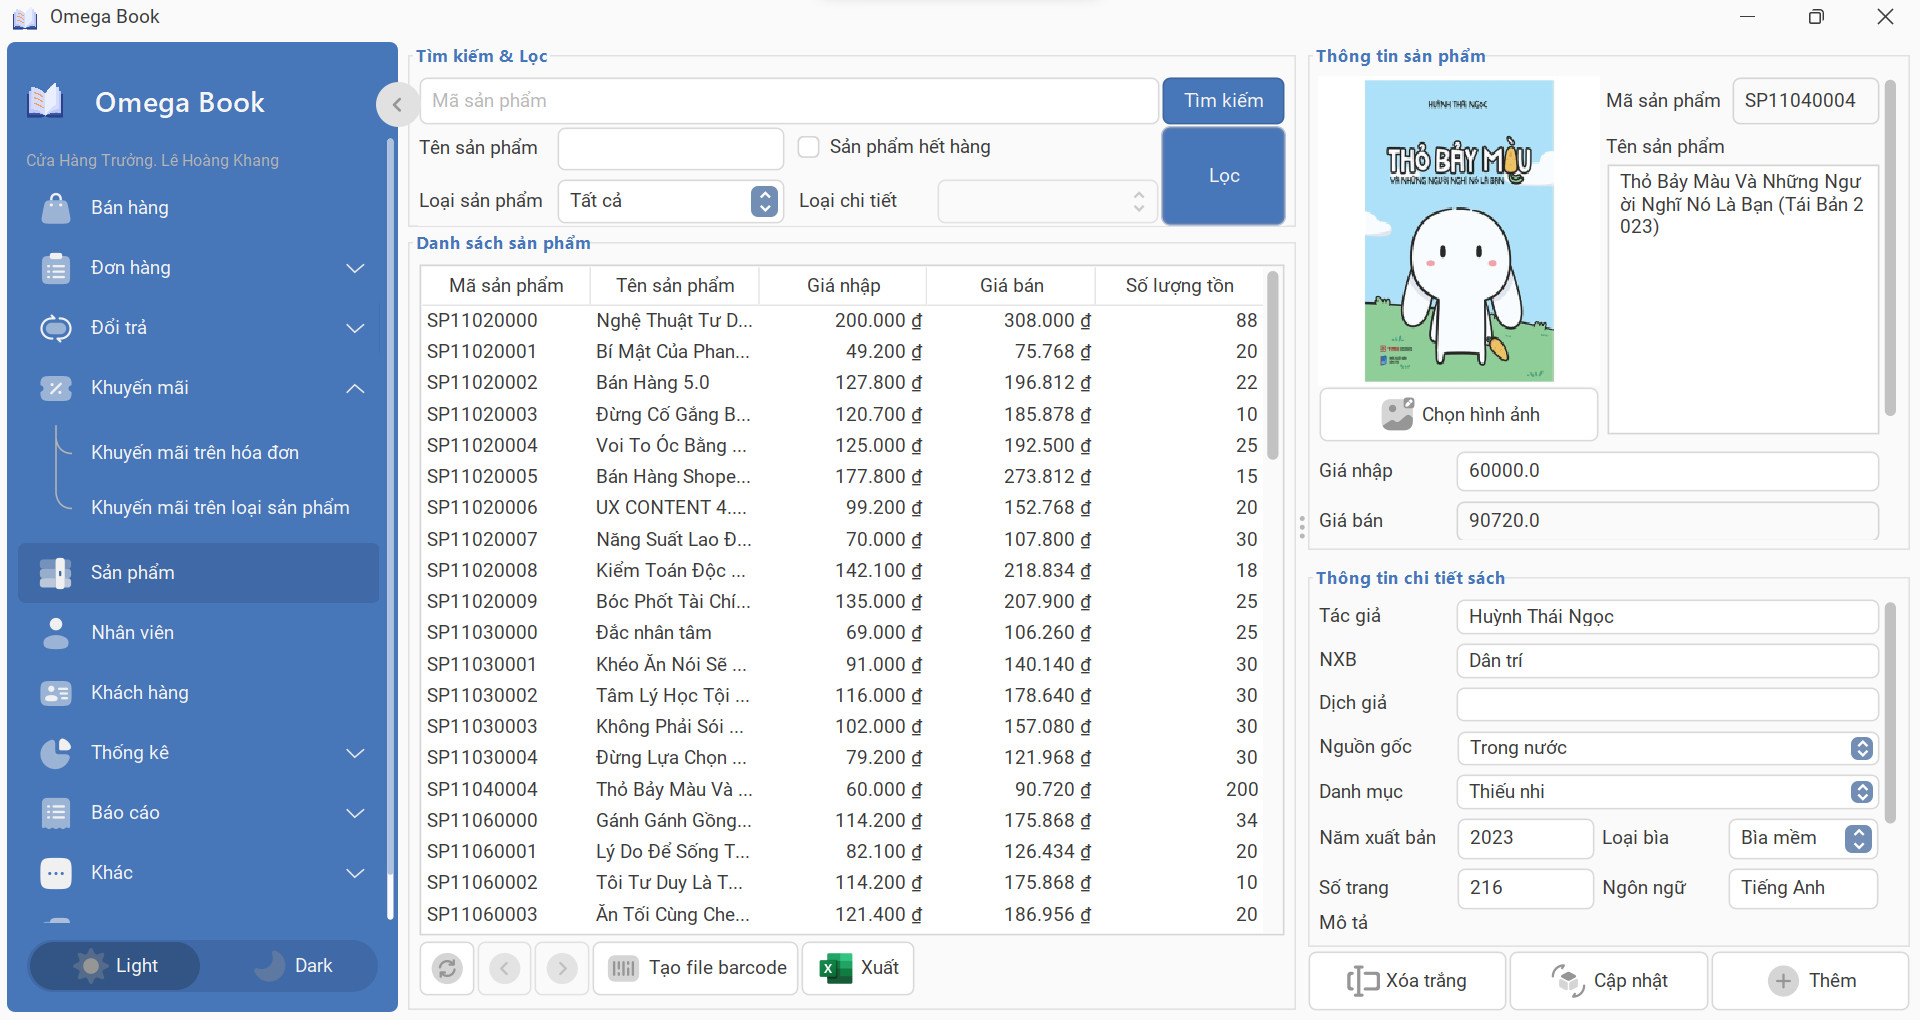 Omega Book
Omega Book
Cửa Hàng Trưởng. Lê Hoàng Khang
Bán hàng
Đơn hàng
Đổi trả
Khuyến mãi
Khuyến mãi trên hóa đơn
Khuyến mãi trên loại sản phẩm
Sản phẩm
Nhân viên
Khách hàng
Thống kê
Báo cáo
Khác
Light Dark
Tìm kiếm & Lọc
Mã sản phẩm Tìm kiếm
Tên sản phẩm Sản phẩm hết hàng
Lọc
Loại sản phẩm Tất cả Loại chi tiết
Danh sách sản phẩm
Mã sản phẩm Tên sản phẩm Giá nhập Giá bán Số lượng tồn
SP11020000 Nghệ Thuật Tư D... 200.000 ₫ 308.000 ₫ 88
SP11020001 Bí Mật Của Phan... 49.200 ₫ 75.768 ₫ 20
SP11020002 Bán Hàng 5.0 127.800 ₫ 196.812 ₫ 22
SP11020003 Đừng Cố Gắng B... 120.700 ₫ 185.878 ₫ 10
SP11020004 Voi To Óc Bằng ... 125.000 ₫ 192.500 ₫ 25
SP11020005 Bán Hàng Shope... 177.800 ₫ 273.812 ₫ 15
SP11020006 UX CONTENT 4.... 99.200 ₫ 152.768 ₫ 20
SP11020007 Năng Suất Lao Đ... 70.000 ₫ 107.800 ₫ 30
SP11020008 Kiểm Toán Độc ... 142.100 ₫ 218.834 ₫ 18
SP11020009 Bóc Phốt Tài Chí... 135.000 ₫ 207.900 ₫ 25
SP11030000 Đắc nhân tâm 69.000 ₫ 106.260 ₫ 25
SP11030001 Khéo Ăn Nói Sẽ ... 91.000 ₫ 140.140 ₫ 30
SP11030002 Tâm Lý Học Tội ... 116.000 ₫ 178.640 ₫ 30
SP11030003 Không Phải Sói ... 102.000 ₫ 157.080 ₫ 30
SP11030004 Đừng Lựa Chọn ... 79.200 ₫ 121.968 ₫ 30
SP11040004 Thỏ Bảy Màu Và ... 60.000 ₫ 90.720 ₫ 200
SP11060000 Gánh Gánh Gồng... 114.200 ₫ 175.868 ₫ 34
SP11060001 Lý Do Để Sống T... 82.100 ₫ 126.434 ₫ 20
SP11060002 Tôi Tư Duy Là T... 114.200 ₫ 175.868 ₫ 10
SP11060003 Ăn Tối Cùng Che... 121.400 ₫ 186.956 ₫ 20
Tạo file barcode Xuất
Thông tin sản phẩm
HUỲNH THÁI NGỌC
THỎ BẢY MÀU
VÀ NHỮNG NGƯỜI NGHĨ NÓ LÀ BẠN
Chọn hình ảnh
Mã sản phẩm SP11040004
Tên sản phẩm
Thỏ Bảy Màu Và Những Ngư
ời Nghĩ Nó Là Bạn (Tái Bản 2
023)
Giá nhập 60000.0
Giá bán 90720.0
Thông tin chi tiết sách
Tác giả Huỳnh Thái Ngọc
NXB Dân trí
Dịch giả
Nguồn gốc Trong nước
Danh mục Thiếu nhi
Năm xuất bản 2023 Loại bìa Bìa mềm
Số trang 216 Ngôn ngữ Tiếng Anh
Mô tả
Xóa trắng Cập nhật Thêm